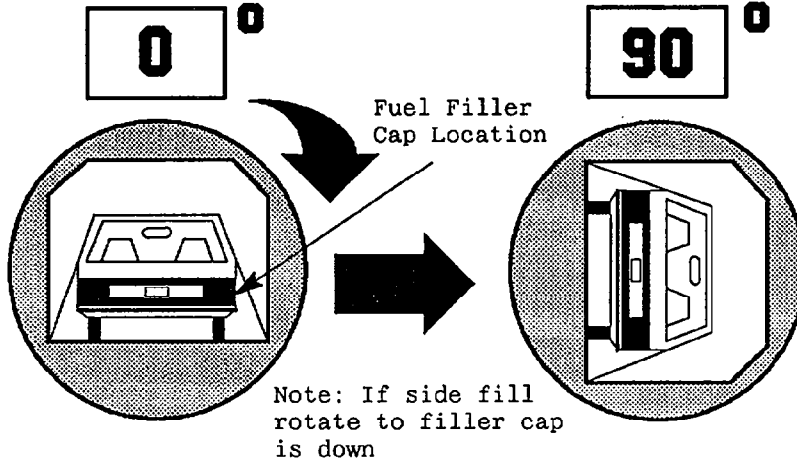 0°
90°
Fuel Filler
Cap Location
Note: If side fill
rotate to filler cap
is down